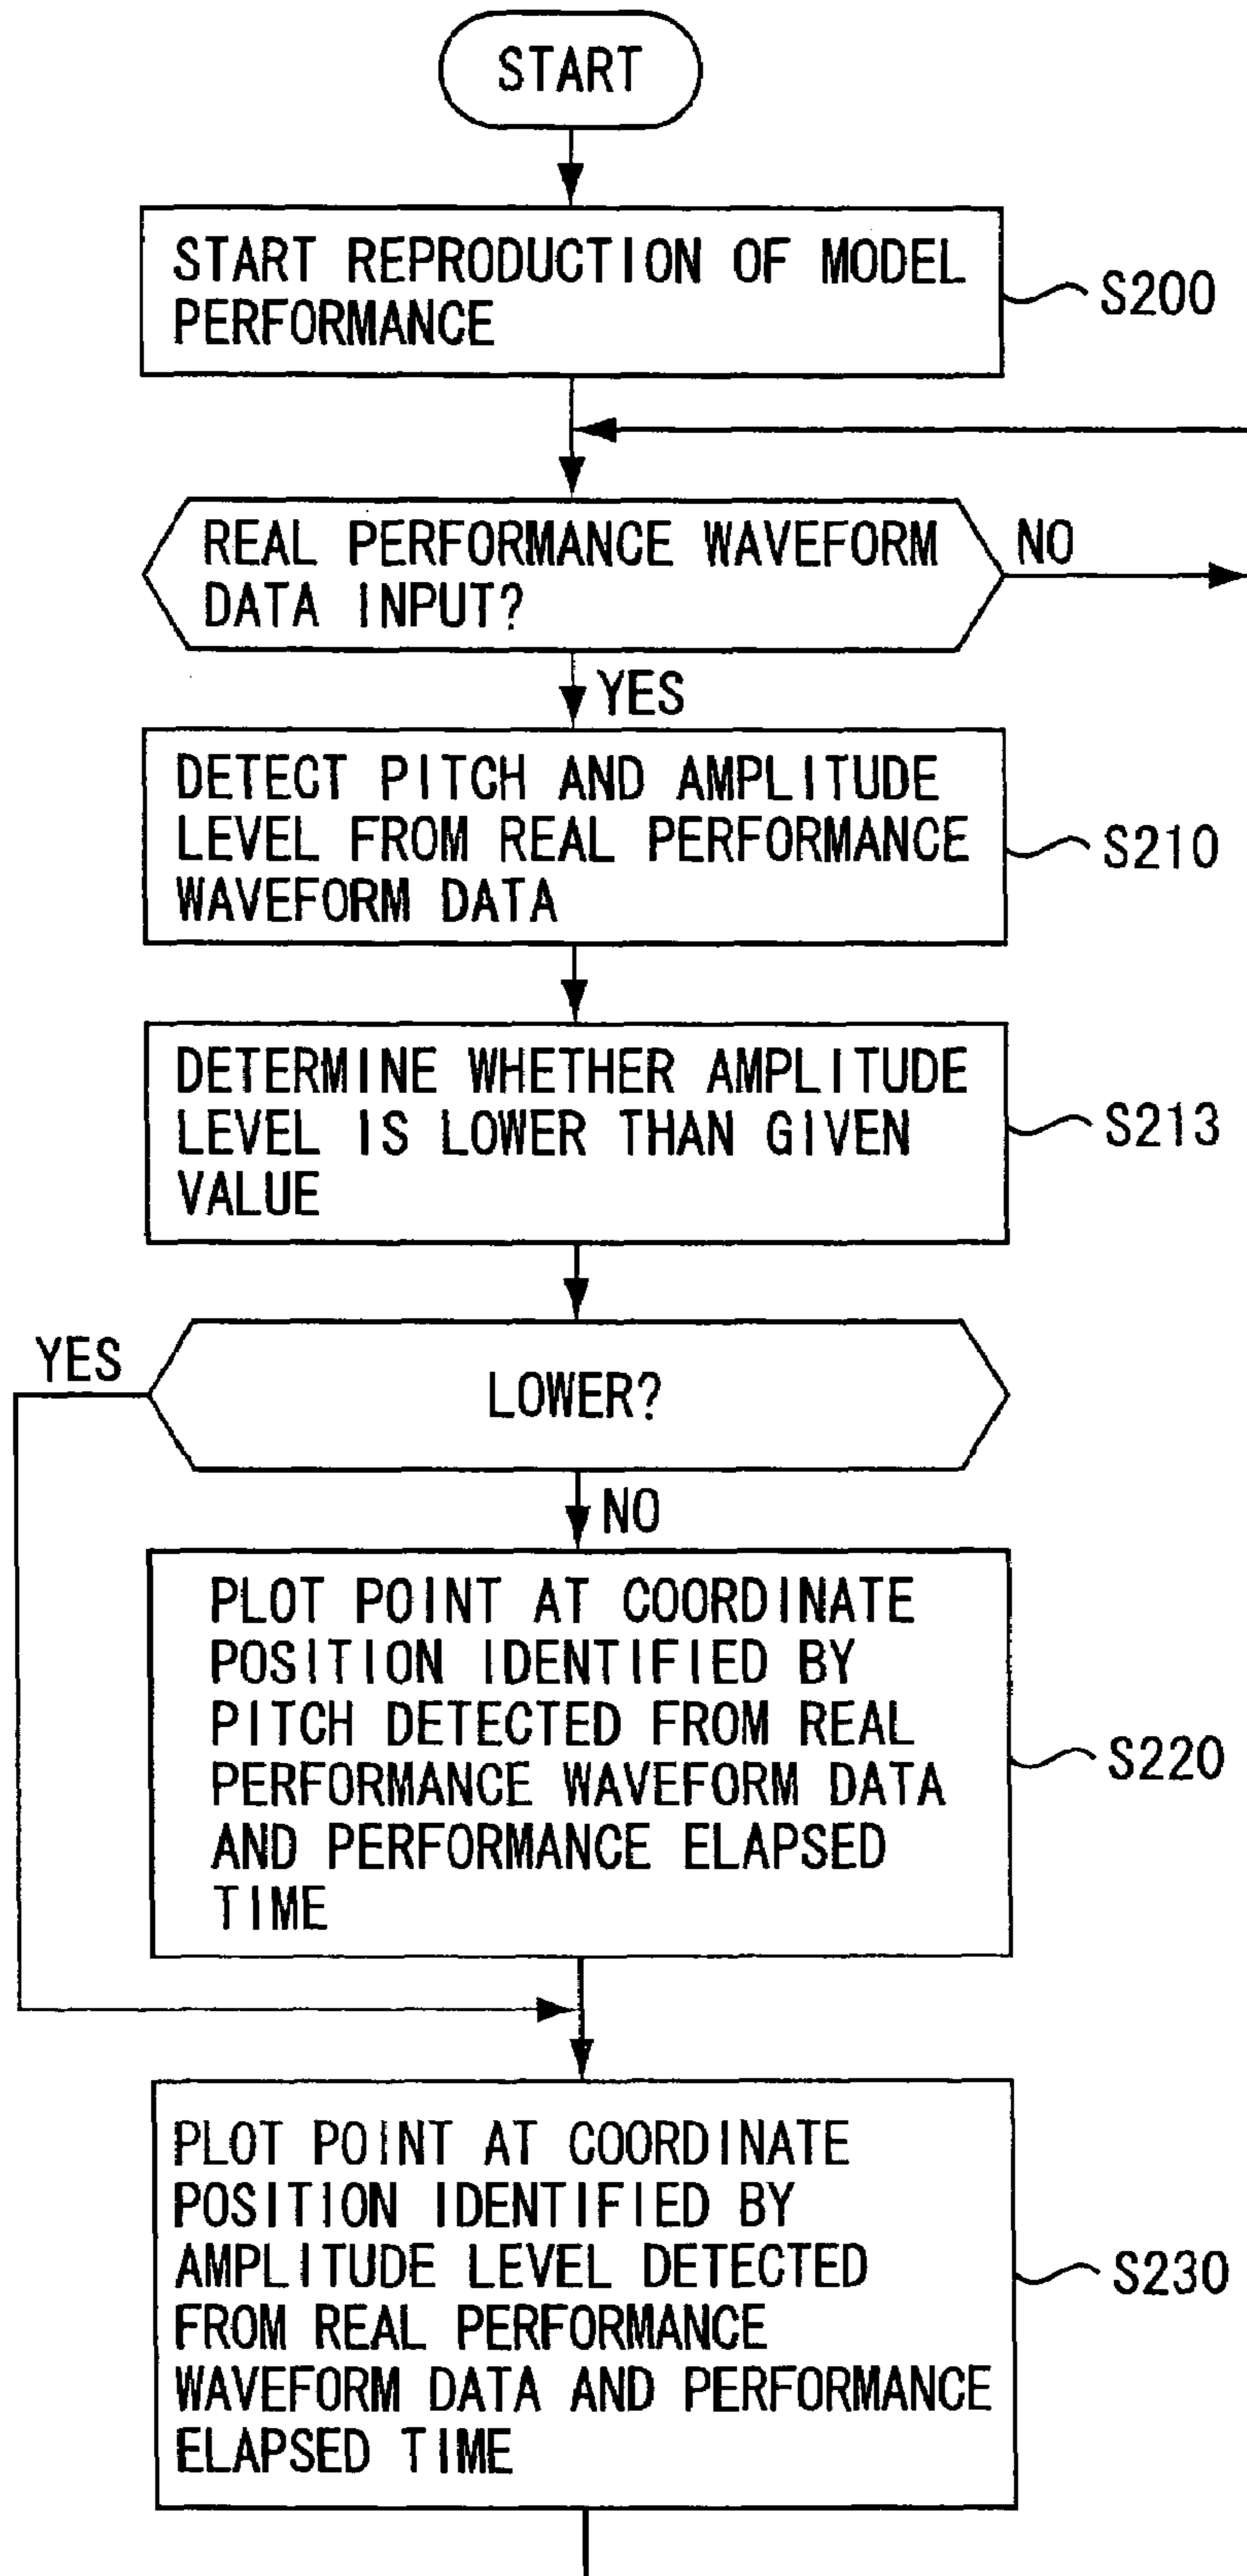 START
START REPRODUCTION OF MODEL
PERFORMANCE
S200
REAL PERFORMANCE WAVEFORM
DATA INPUT?
NO
YES
DETECT PITCH AND AMPLITUDE
LEVEL FROM REAL PERFORMANCE
WAVEFORM DATA
S210
DETERMINE WHETHER AMPLITUDE
LEVEL IS LOWER THAN GIVEN
VALUE
S213
YES
LOWER?
NO
PLOT POINT AT COORDINATE
POSITION IDENTIFIED BY
PITCH DETECTED FROM REAL
PERFORMANCE WAVEFORM DATA
AND PERFORMANCE ELAPSED
TIME
S220
PLOT POINT AT COORDINATE
POSITION IDENTIFIED BY
AMPLITUDE LEVEL DETECTED
FROM REAL PERFORMANCE
WAVEFORM DATA AND PERFORMANCE
ELAPSED TIME
S230